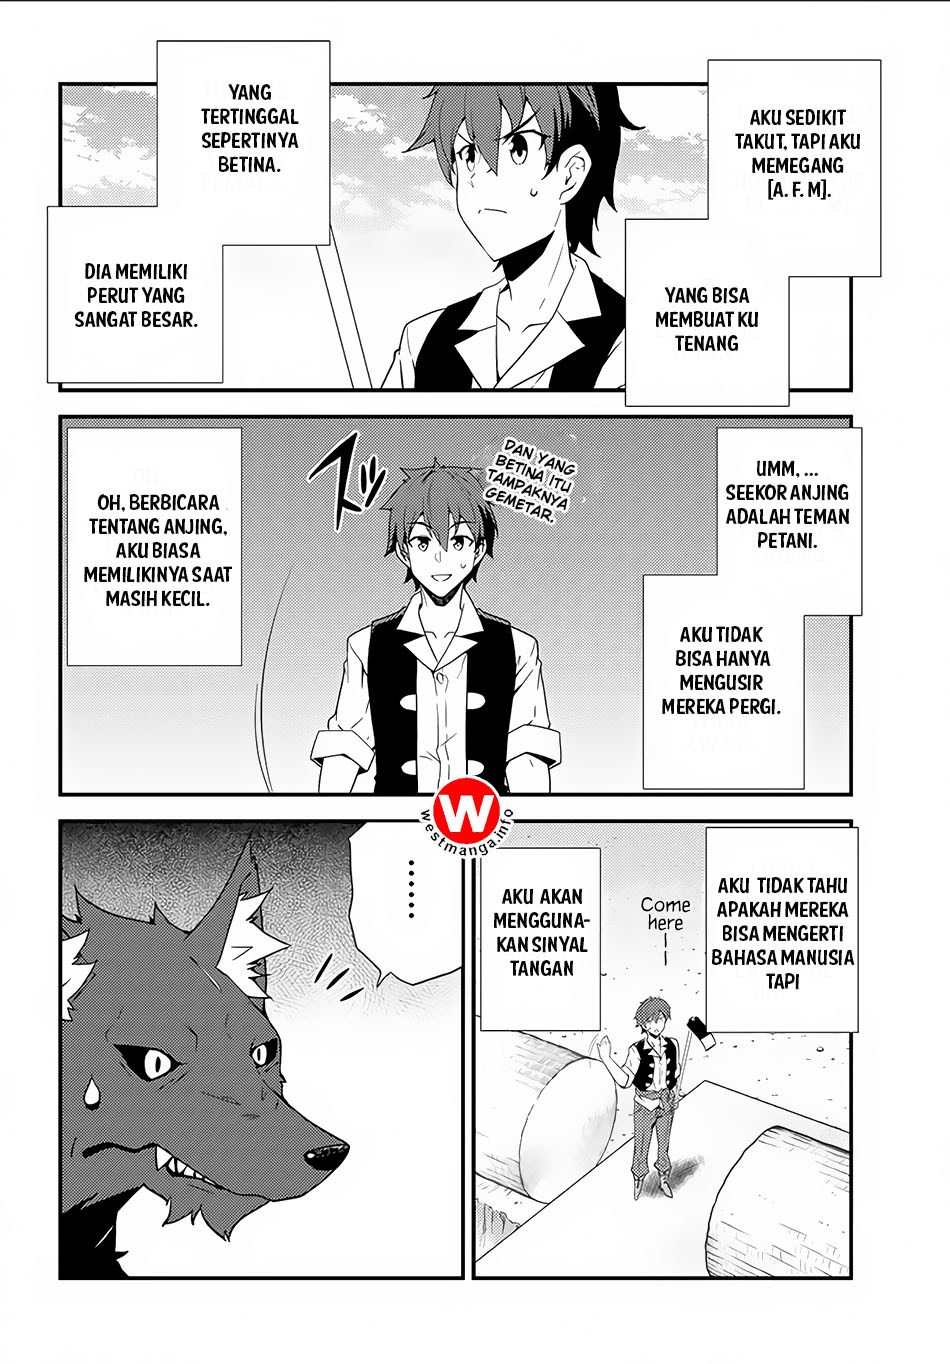 AKU SEDIKIT
TAKUT, TAPI AKU
MEMEGANG
[A. F. M].
YANG BISA
MEMBUAT KU
TENANG
YANG
TERTINGGAL
SEPERTINYA
BETINA.
DIA MEMILIKI
PERUT YANG
SANGAT BESAR.
UMM, ...
SEEKOR ANJING
ADALAH TEMAN
PETANI.
AKU TIDAK
BISA HANYA
MENGUSIR
MEREKA PERGI.
DAN YANG
BETINA ITU
TAMPAKNYA
GEMETAR.
スッ
OH, BERBICARA
TENTANG ANJING,
AKU BIASA
MEMILIKINYA SAAT
MASIH KECIL.
W
Westmanga.info
AKU TIDAK TAHU
APAKAH MEREKA
BISA MENGERTI
BAHASA MANUSIA
TAPI
Come
here
AKU AKAN
MENGGUNA-
KAN SINYAL
TANGAN
.......